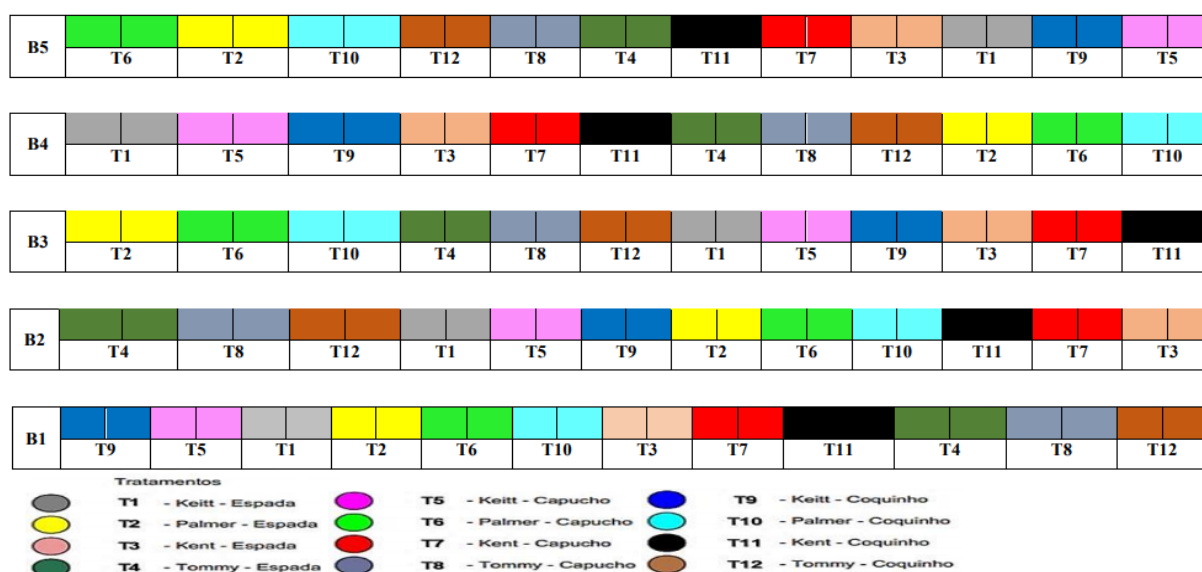 B5
T6 T2 T10 T12 T8 T4 T11 T7 T3 T1 T9 T5
B4
T1 T5 T9 T3 T7 T11 T4 T8 T12 T2 T6 T10
B3
T2 T6 T10 T4 T8 T12 T1 T5 T9 T3 T7 T11
B2
T4 T8 T12 T1 T5 T9 T2 T6 T10 T11 T7 T3
B1
T9 T5 T1 T2 T6 T10 T3 T7 T11 T4 T8 T12
Tratamentos
T1 - Keitt - Espada T5 - Keitt - Capucho T9 - Keitt - Coquinho
T2 - Palmer - Espada T6 - Palmer - Capucho T10 - Palmer - Coquinho
T3 - Kent - Espada T7 - Kent - Capucho T11 - Kent - Coquinho
T4 - Tommy - Espada T8 - Tommy - Capucho T12 - Tommy - Coquinho